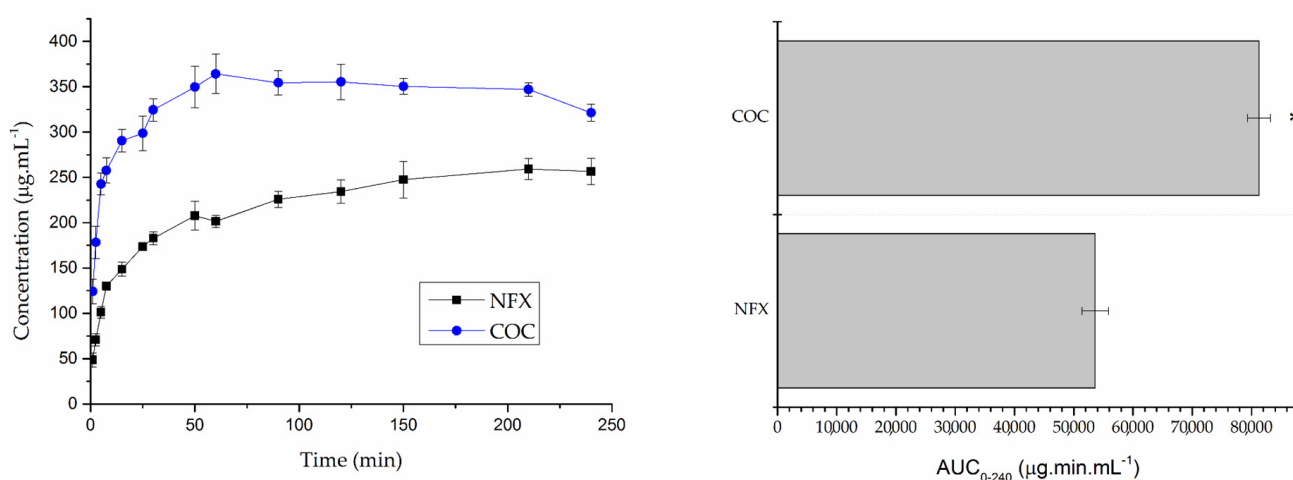 400
350
300
250
200
150
100
50
0
Concentration (μg.mL⁻¹)
NFX
COC
0 50 100 150 200 250
Time (min)
COC
*
NFX
0 10,000 20,000 30,000 40,000 50,000 60,000 70,000 80,000
AUC₀₋₂₄₀ (μg.min.mL⁻¹)